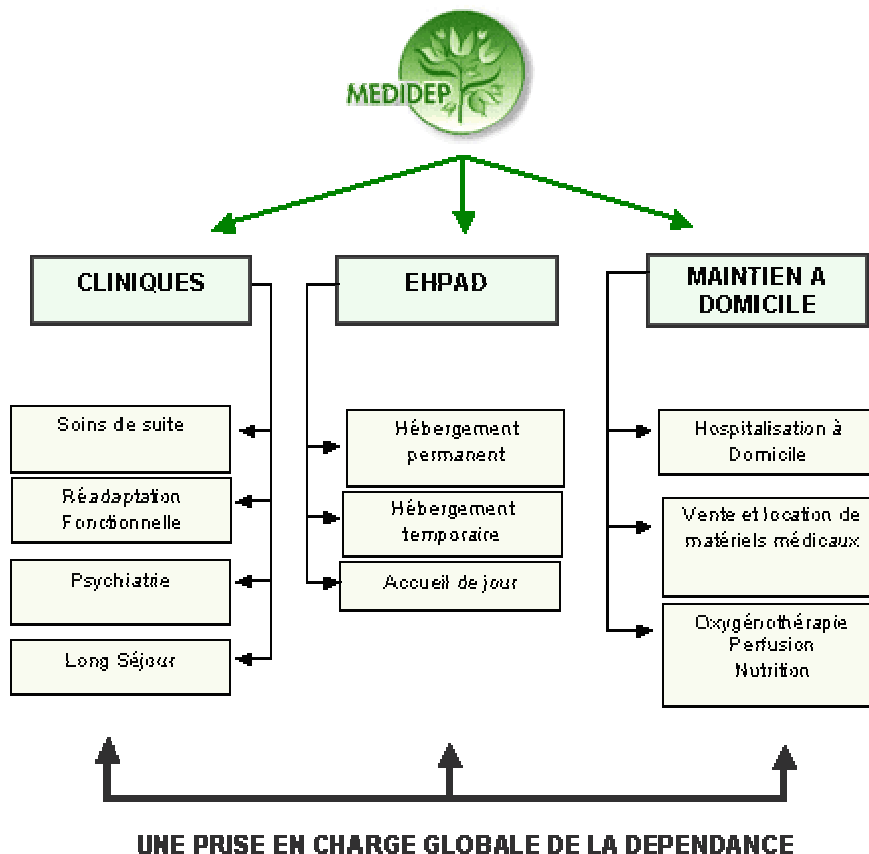 MEDIDEP
CLINIQUES
Soins de suite
Réadaptation
Fonctionnelle
Psychiatrie
Long Séjour
EHPAD
Hébergement
permanent
Hébergement
temporaire
Accueil de jour
MAINTIEN A
DOMICILE
Hospitalisation à
Domicile
Vente et location de
matériels médicaux
Oxygénothérapie
Perfusion
Nutrition
UNE PRISE EN CHARGE GLOBALE DE LA DEPENDANCE